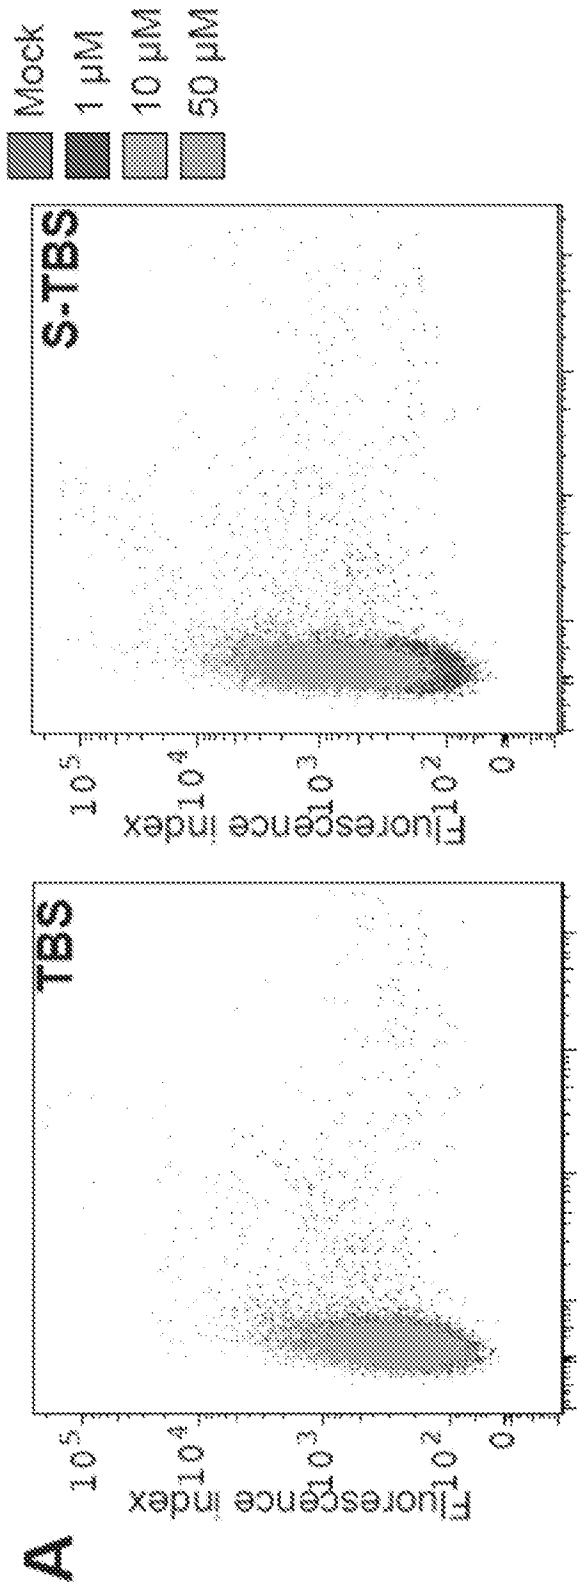 A
TBS
Fluorescence index
10^5
10^4
10^3
10^2
0
S-TBS
Fluorescence index
10^5
10^4
10^3
10^2
0
Mock
1 µM
10 µM
50 µM